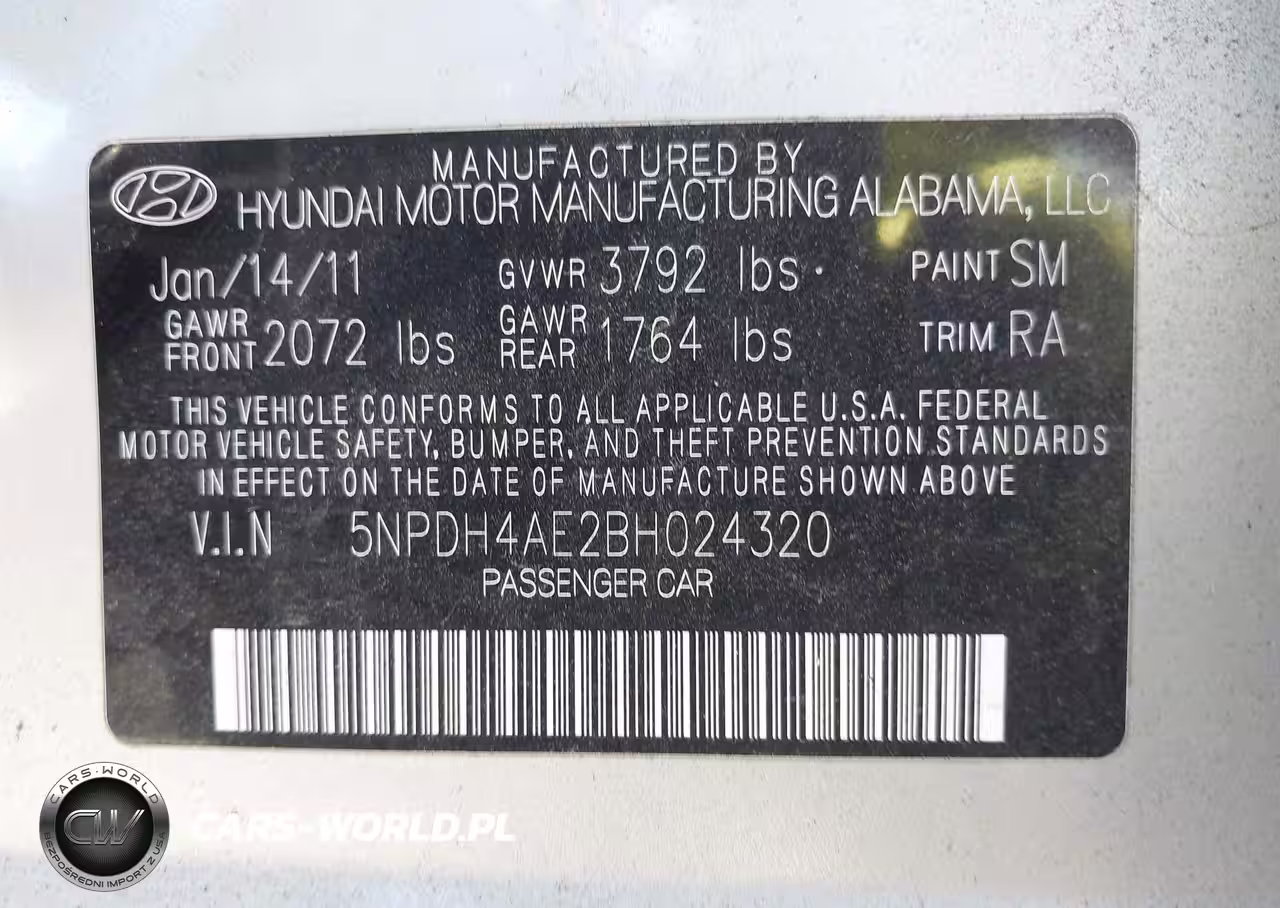 MANUFACTURED BY
HYUNDAI MOTOR MANUFACTURING ALABAMA, LLC
Jan/14/11 GVWR 3792 lbs. PAINT SM
GAWR FRONT 2072 lbs GAWR REAR 1764 lbs TRIM RA
THIS VEHICLE CONFORMS TO ALL APPLICABLE U.S.A. FEDERAL
MOTOR VEHICLE SAFETY, BUMPER, AND THEFT PREVENTION STANDARDS
IN EFFECT ON THE DATE OF MANUFACTURE SHOWN ABOVE
V.I.N 5NPDH4AE2BH024320
PASSENGER CAR
CARS-WORLD
CW
BEZPOŚREDNI IMPORT Z USA
CARS-WORLD.PL